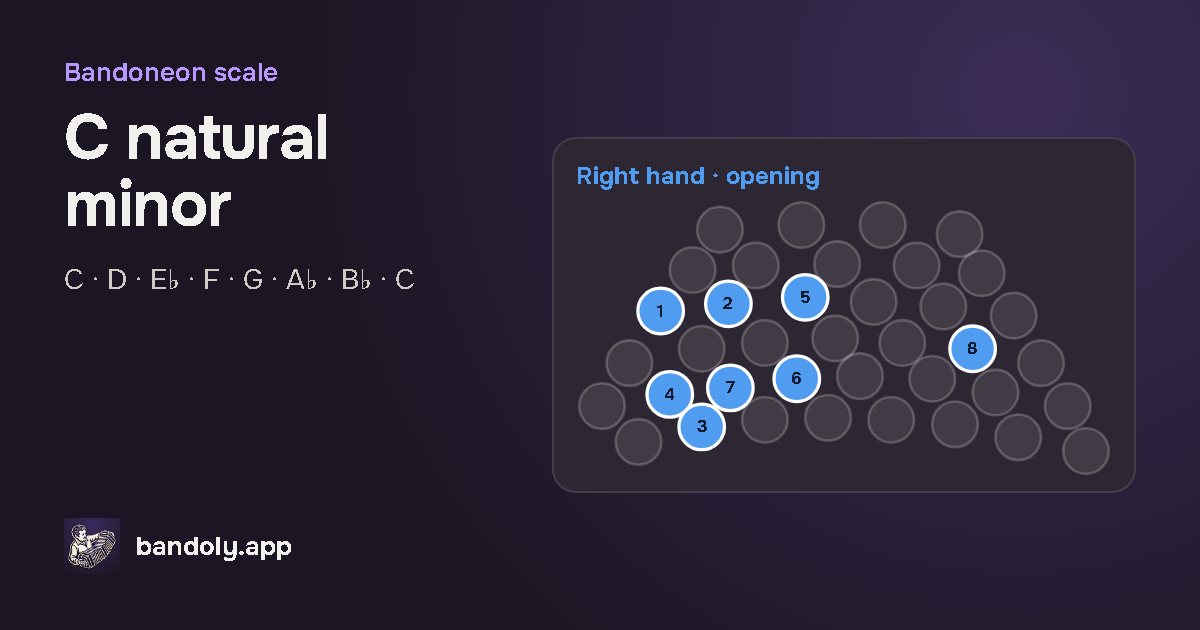 Bandoneon scale
C natural
minor
C · D · E♭ · F · G · A♭ · B♭ · C
Right hand · opening
1 2 5
8
4 7 6
3
bandoly.app